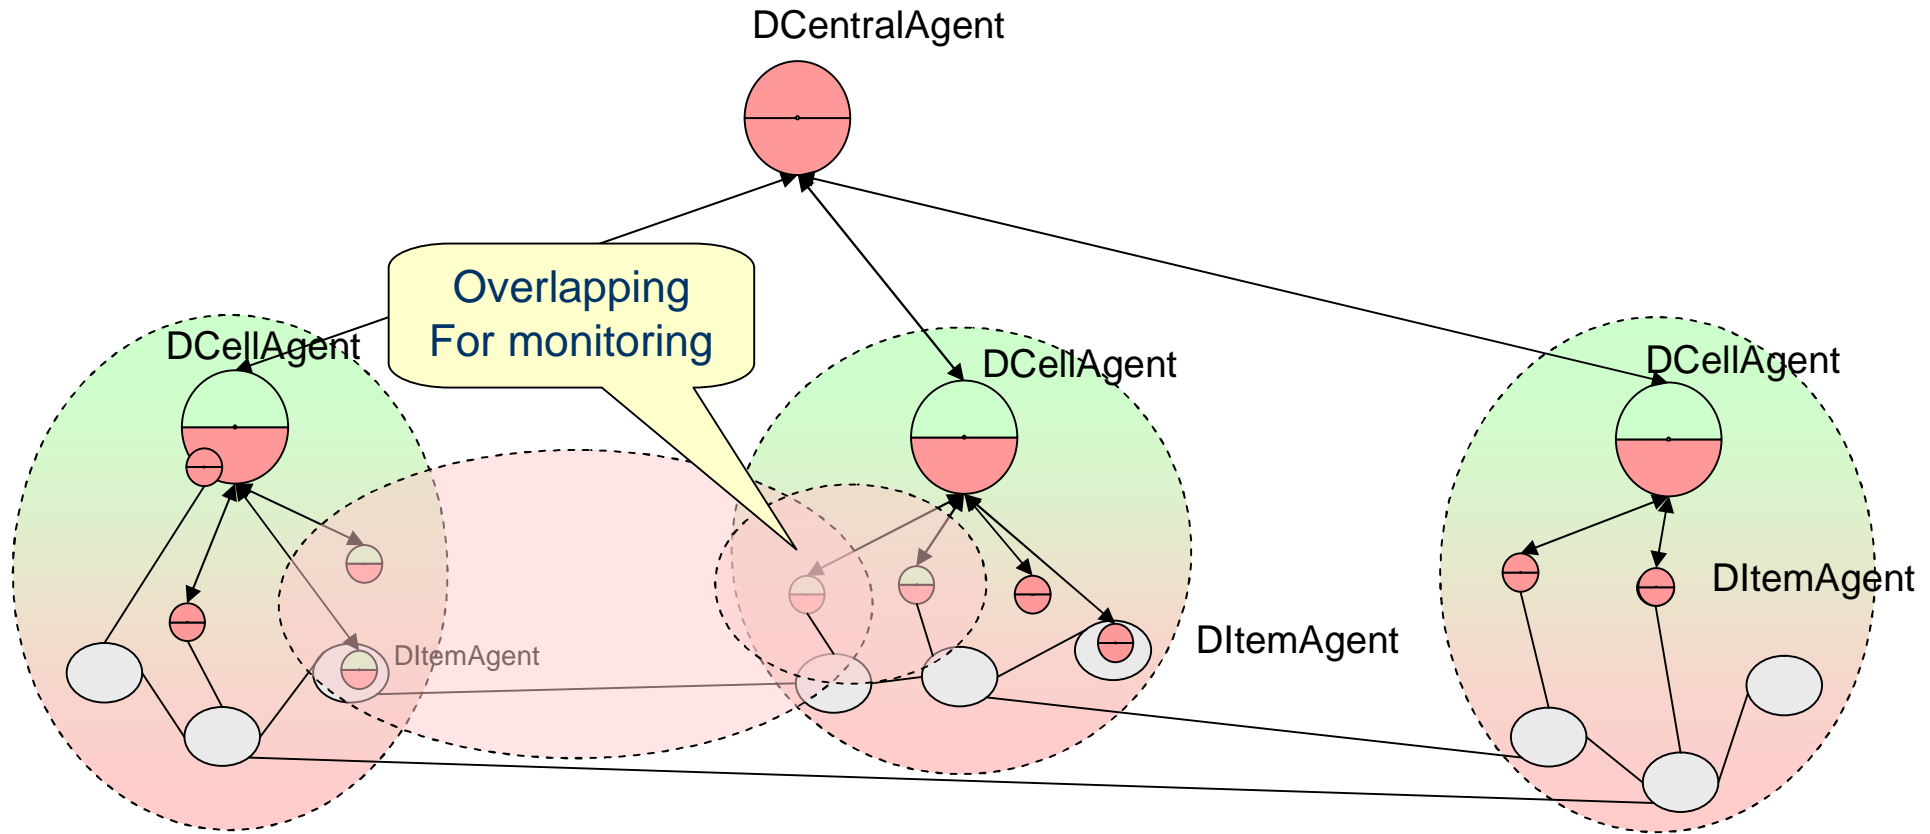 DCentralAgent
Overlapping
For monitoring
DCellAgent
DCellAgent
DCellAgent
DItemAgent
DItemAgent
DItemAgent